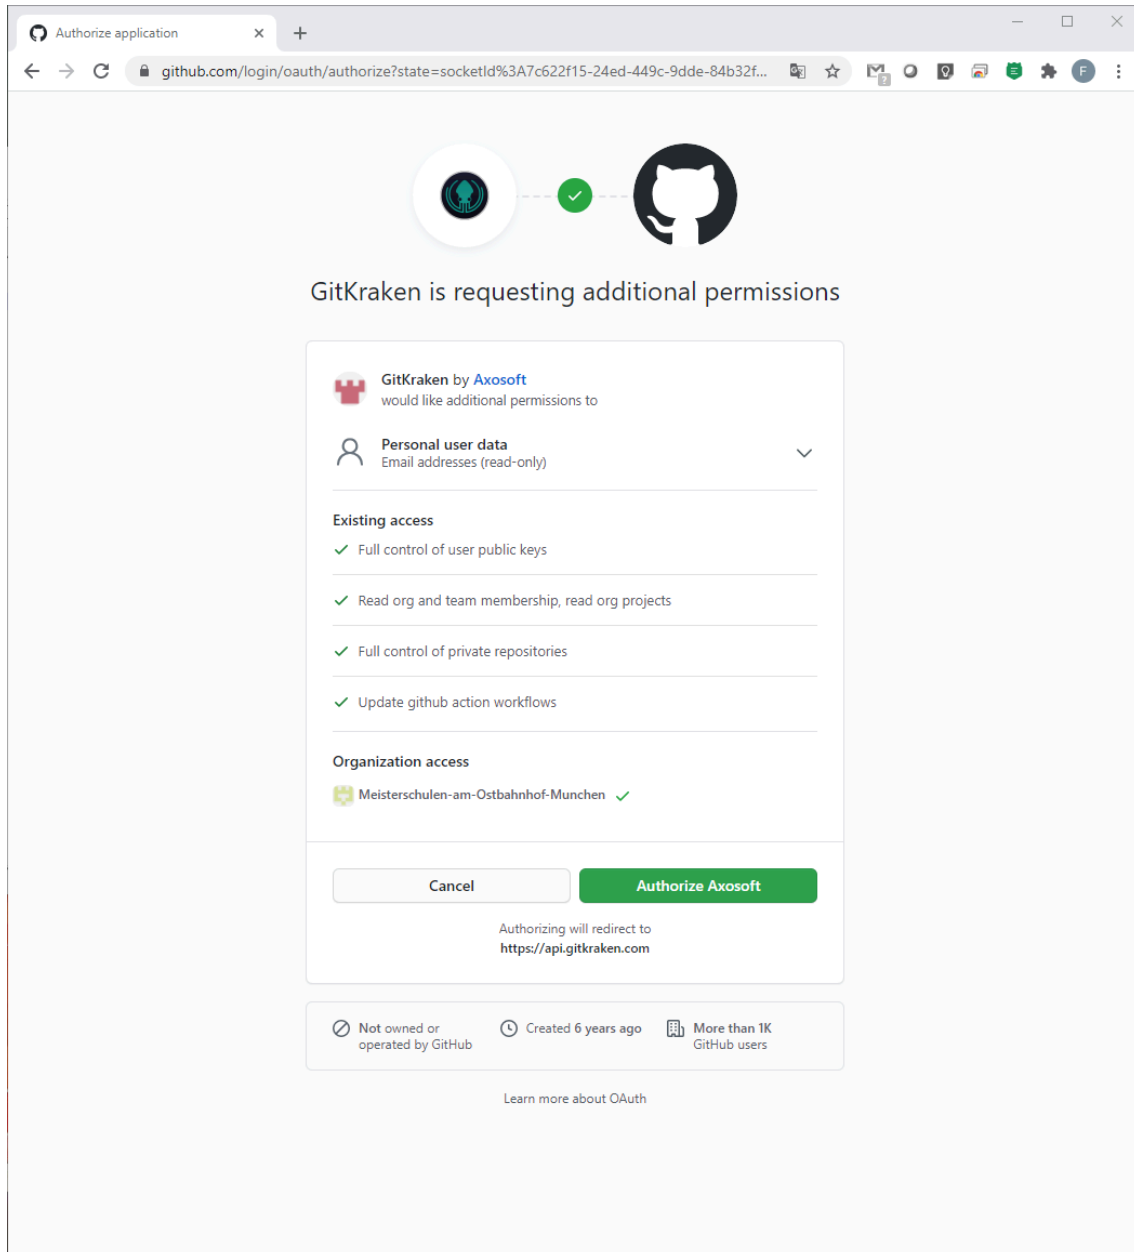 Authorize application
github.com/login/oauth/authorize?state=socketId%3A7c622f15-24ed-449c-9dde-84b32f...
F
GitKraken is requesting additional permissions
GitKraken by Axosoft
would like additional permissions to
Personal user data
Email addresses (read-only)
Existing access
Full control of user public keys
Read org and team membership, read org projects
Full control of private repositories
Update github action workflows
Organization access
Meisterschulen-am-Ostbahnhof-Munchen
Cancel
Authorize Axosoft
Authorizing will redirect to
https://api.gitkraken.com
Not owned or
operated by GitHub
Created 6 years ago
More than 1K
GitHub users
Learn more about OAuth